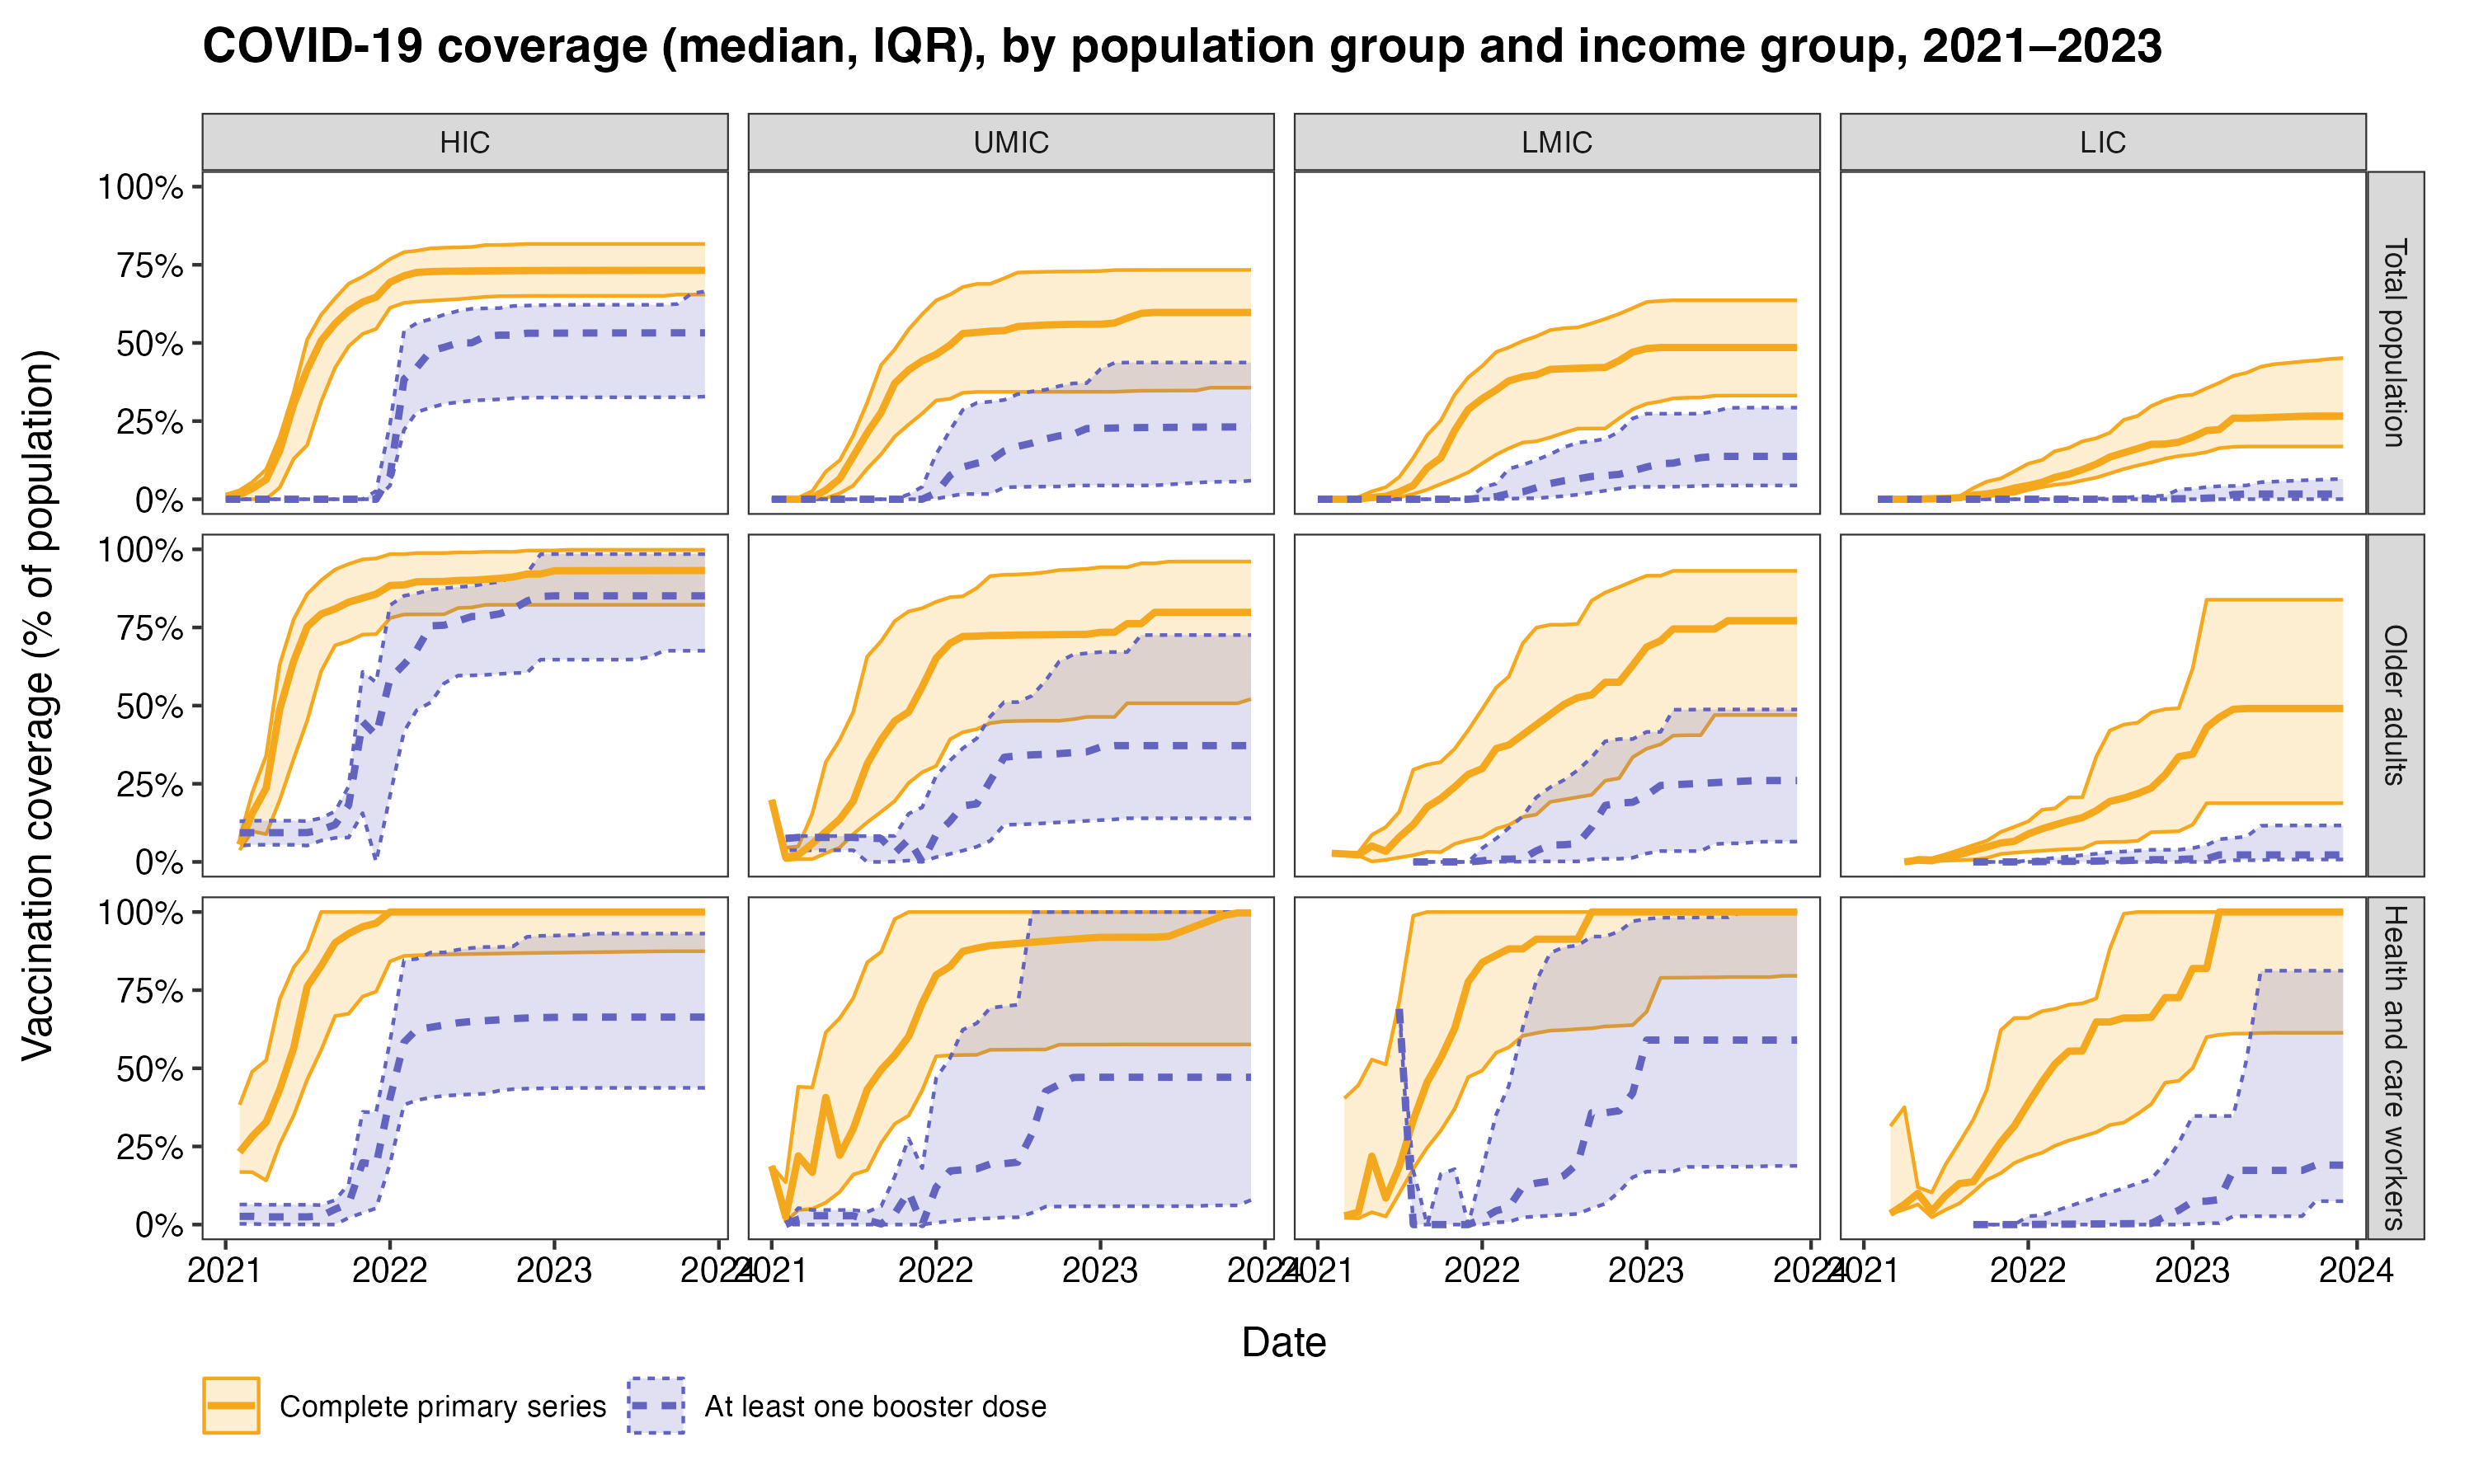 COVID-19 coverage (median, IQR), by population group and income group, 2021–2023
HIC UMIC LMIC LIC
Vaccination coverage (% of population)
100%
75%
50%
25%
0%
Total population
100%
75%
50%
25%
0%
Older adults
100%
75%
50%
25%
0%
Health and care workers
2021 2022 2023 2024 2021 2022 2023 2024 2021 2022 2023 2024 2021 2022 2023 2024
Date
Complete primary series At least one booster dose